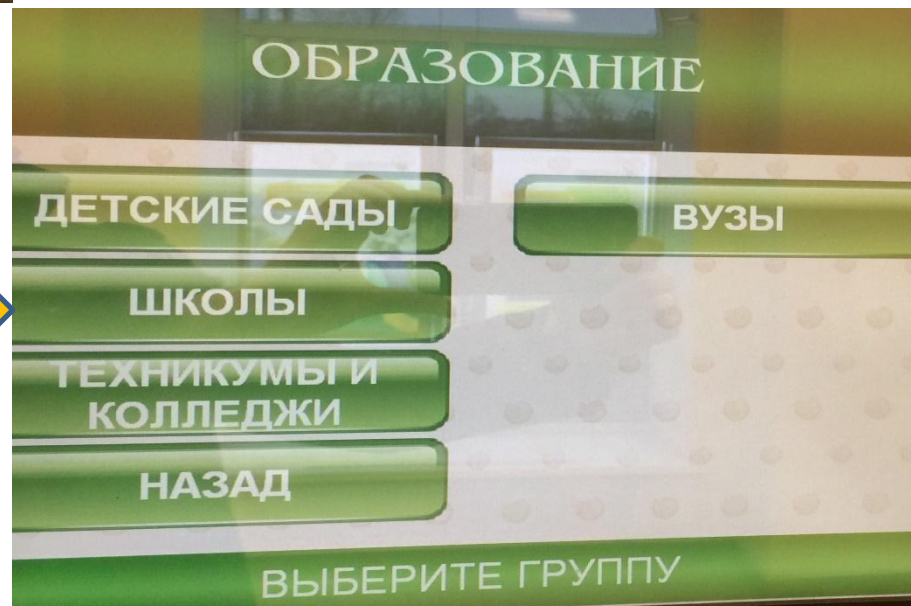 ОБРАЗОВАНИЕ
ДЕТСКИЕ САДЫ
ВУЗЫ
ШКОЛЫ
ТЕХНИКУМЫ И
КОЛЛЕДЖИ
НАЗАД
ВЫБЕРИТЕ ГРУППУ